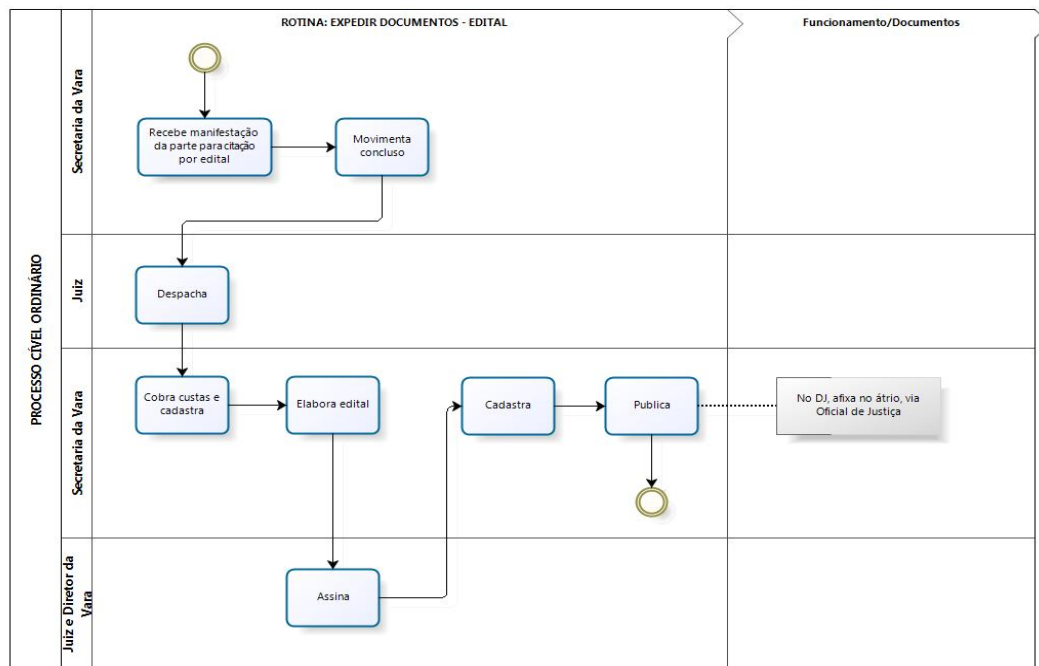 ROTINA: EXPEDIR DOCUMENTOS - EDITAL
Funcionamento/Documentos
PROCESSO CÍVEL ORDINÁRIO
Secretaria da Vara
Recebe manifestação
da parte para citação
por edital
Movimenta
concluso
Juiz
Despacha
Secretaria da Vara
Cobra custas e
cadastra
Elabora edital
Cadastra
Publica
No DJ, afixa no átrio, via
Oficial de Justiça
Juiz e Diretor da
Vara
Assina